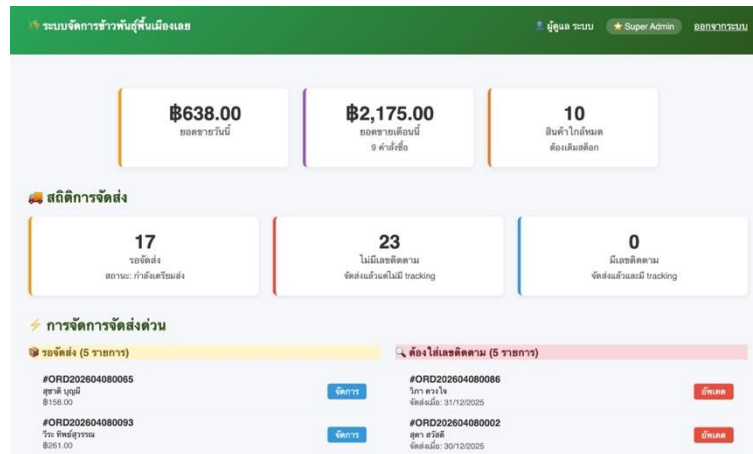 ระบบจัดการข้าวพันธุ์พื้นเมืองเลย
ผู้ดูแล ระบบ
Super Admin
ออกจากระบบ
฿638.00
ยอดขายวันนี้
฿2,175.00
ยอดขายเดือนนี้
9 คำสั่งซื้อ
10
สินค้าใกล้หมด
ต้องเติมสต็อก
สถิติการจัดส่ง
17
รอจัดส่ง
สถานะ: กำลังเตรียมส่ง
23
ไม่มีเลขติดตาม
จัดส่งแล้วแต่ไม่มี tracking
0
มีเลขติดตาม
จัดส่งแล้วและมี tracking
การจัดการจัดส่งด่วน
รอจัดส่ง (5 รายการ)
#ORD202604080065
สุชาติ บุญมี
฿158.00
จัดการ
#ORD202604080093
วีระ ทิพย์สุวรรณ
฿261.00
จัดการ
ต้องใส่เลขติดตาม (5 รายการ)
#ORD202604080086
วิภา ดวงใจ
จัดส่งเมื่อ: 31/12/2025
อัพเดต
#ORD202604080002
สุดา สวัสดี
จัดส่งเมื่อ: 30/12/2025
อัพเดต